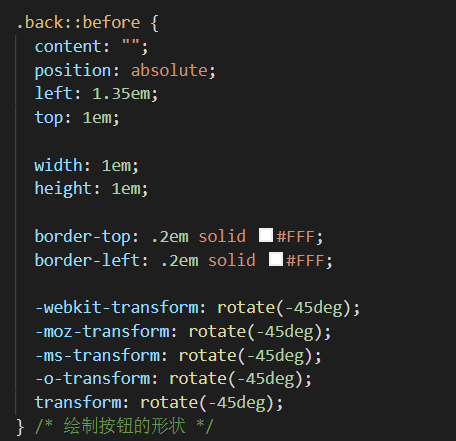 .back::before {
content: "";
position: absolute;
left: 1.35em;
top: 1em;
width: 1em;
height: 1em;
border-top: .2em solid #FFF;
border-left: .2em solid #FFF;
-webkit-transform: rotate(-45deg);
-moz-transform: rotate(-45deg);
-ms-transform: rotate(-45deg);
-o-transform: rotate(-45deg);
transform: rotate(-45deg);
} /* 绘制按钮的形状 */